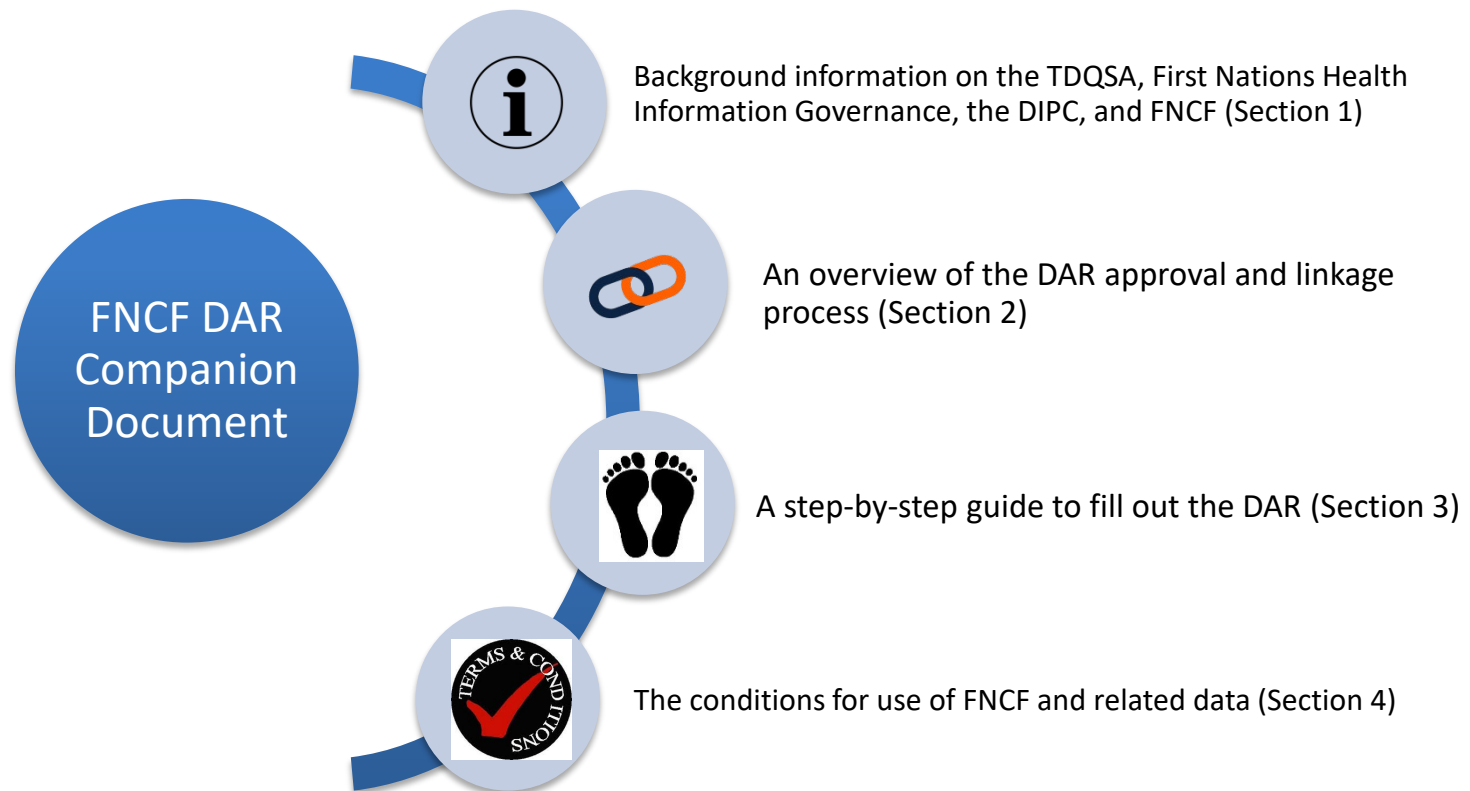 FNCF DAR
Companion
Document
Background information on the TDQSA, First Nations Health
Information Governance, the DIPC, and FNCF (Section 1)
An overview of the DAR approval and linkage
process (Section 2)
A step-by-step guide to fill out the DAR (Section 3)
TERMS & CONDITIONS
The conditions for use of FNCF and related data (Section 4)